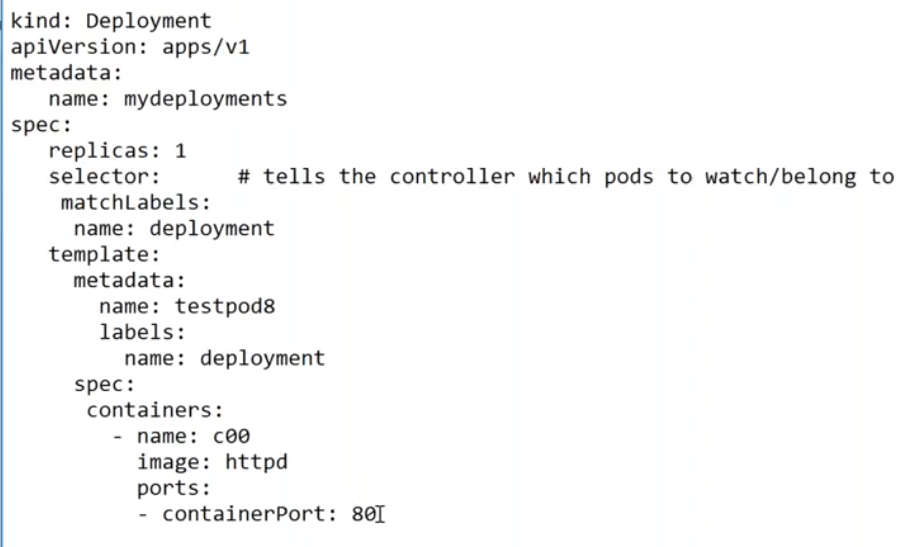 kind: Deployment
apiVersion: apps/v1
metadata:
   name: mydeployments
spec:
   replicas: 1
   selector:      # tells the controller which pods to watch/belong to
    matchLabels:
     name: deployment
   template:
     metadata:
       name: testpod8
       labels:
         name: deployment
     spec:
      containers:
        - name: c00
          image: httpd
          ports:
          - containerPort: 80